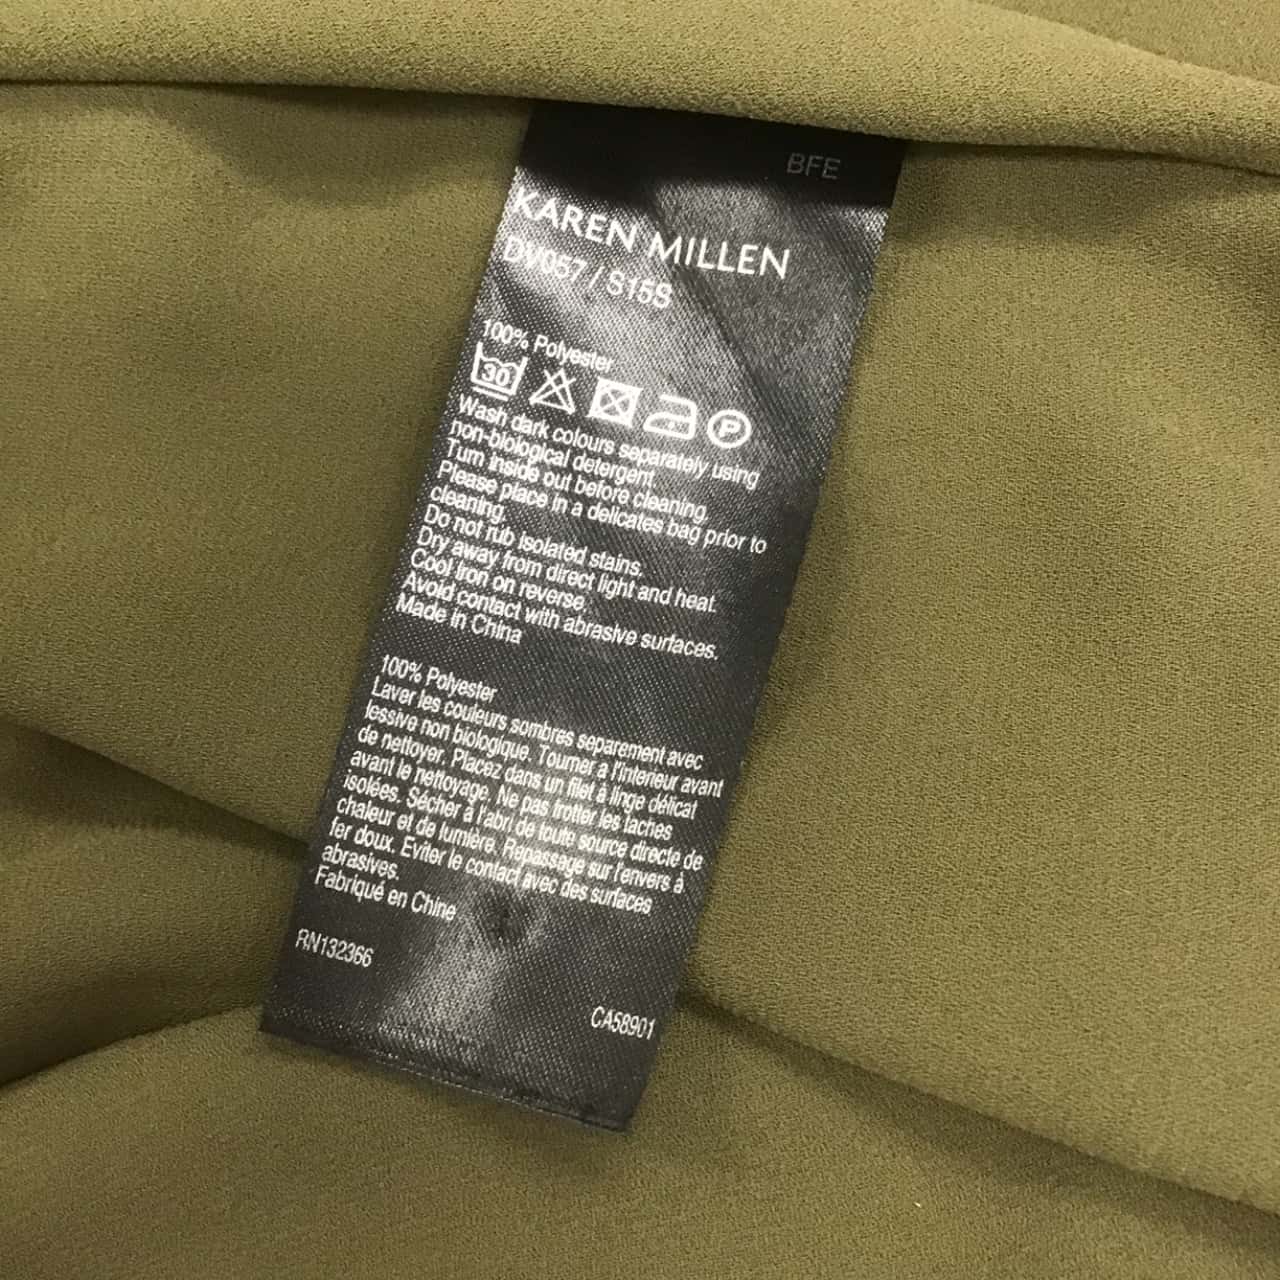 BFE
KAREN MILLEN
DV057 / S15S
100% Polyester
30
P
Wash dark colours separately using
non-biological detergent.
Turn inside out before cleaning.
Please place in a delicates bag prior to
cleaning.
Do not rub isolated stains.
Dry away from direct light and heat.
Cool iron on reverse.
Avoid contact with abrasive surfaces.
Made in China
100% Polyester
Laver les couleurs sombres separement avec
lessive non biologique. Tourner a l'interieur avant
de nettoyer. Placez dans un filet à linge délicat
avant le nettoyage. Ne pas frotter les taches
isolées. Sécher à l'abri de toute source directe de
chaleur et de lumière. Repassage sur l'envers à
fer doux. Eviter le contact avec des surfaces
abrasives.
Fabriqué en Chine
RN132366
CA58901